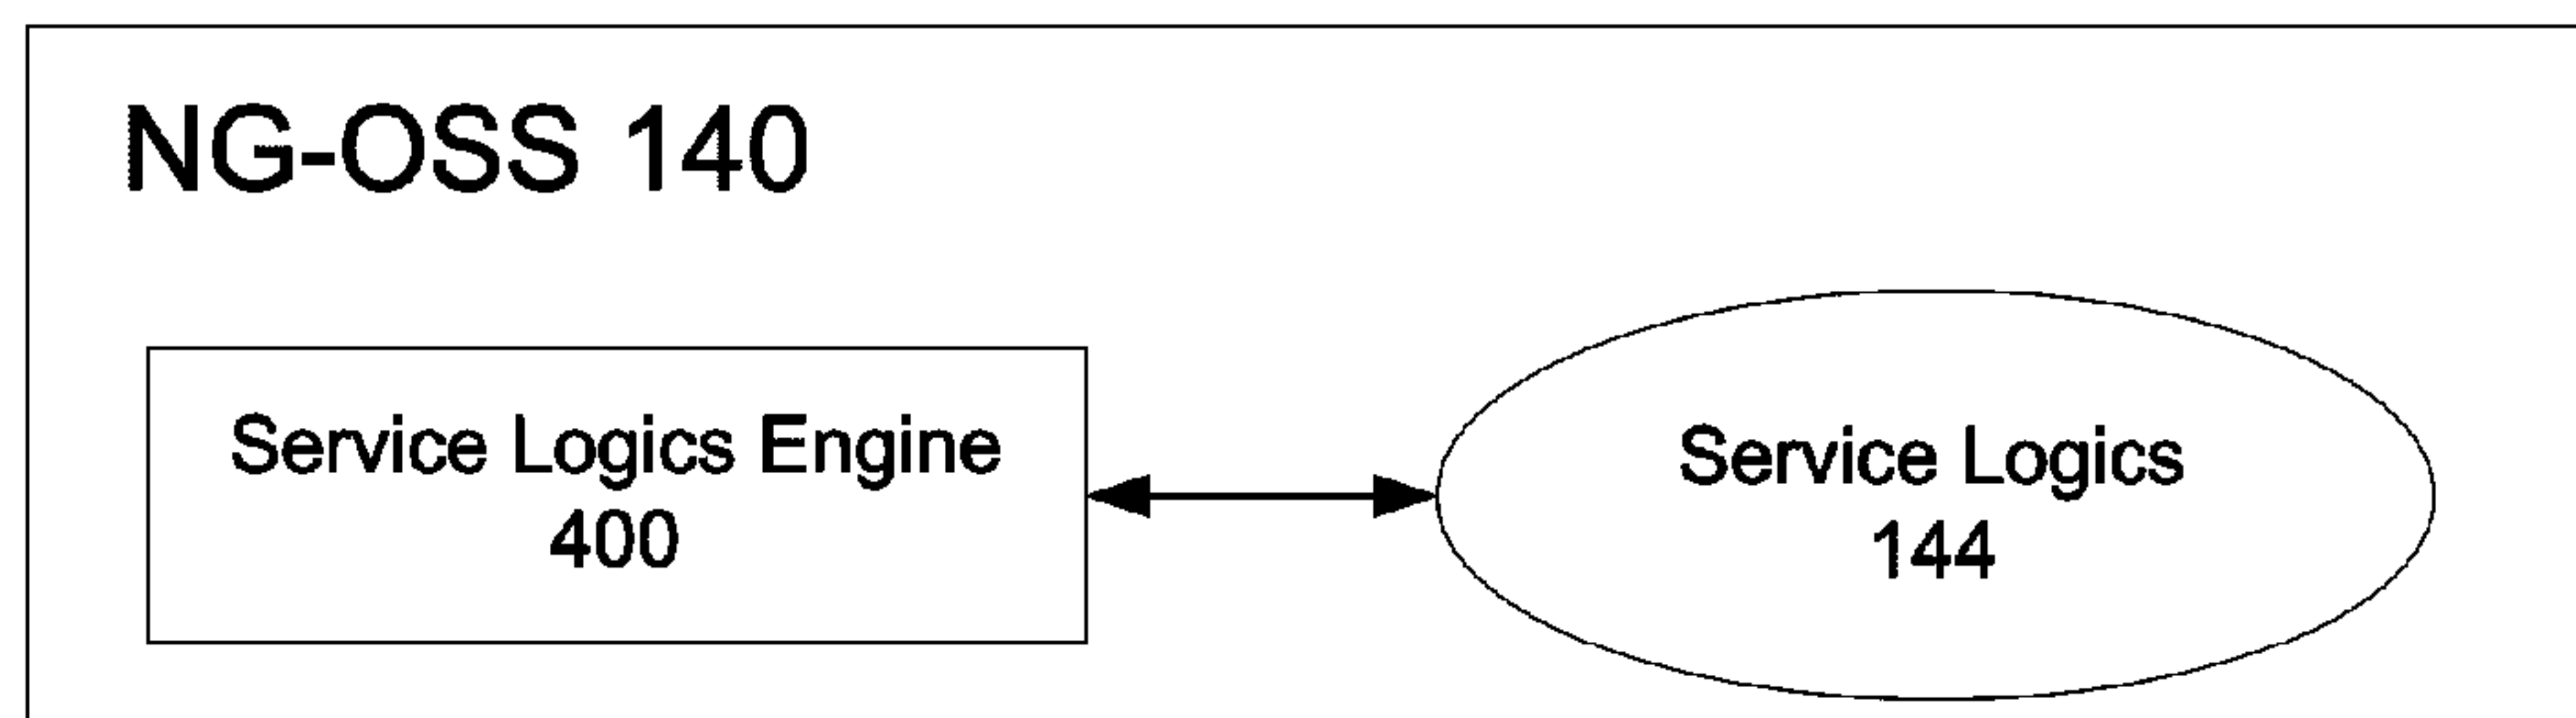 NG-OSS 140
Service Logics Engine
400
Service Logics
144